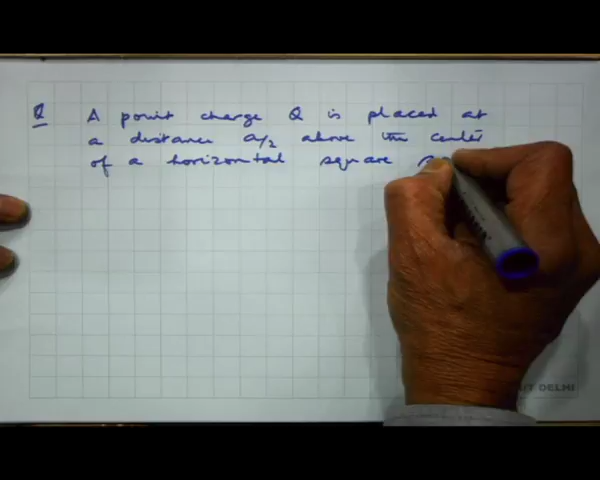 Q A point charge Q is placed at
a distance a/2 above the center
of a horizontal square
IIT DELHI